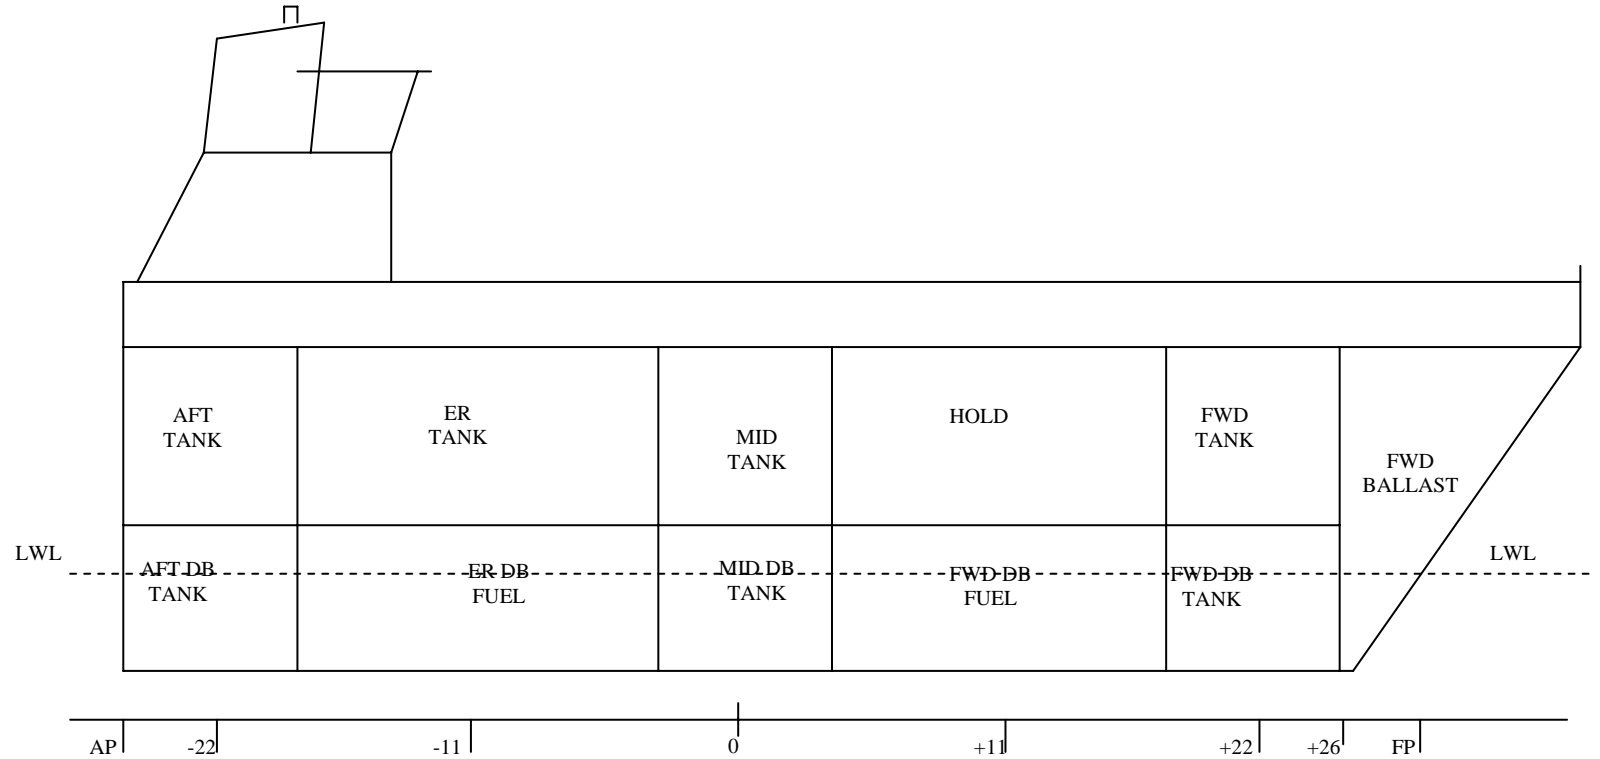 AFT
TANK
ER
TANK
MID
TANK
HOLD
FWD
TANK
FWD
BALLAST
LWL
LWL
AFT DB
TANK
ER DB
FUEL
MID DB
TANK
FWD DB
FUEL
FWD DB
TANK
AP
-22
-11
0
+11
+22
+26
FP